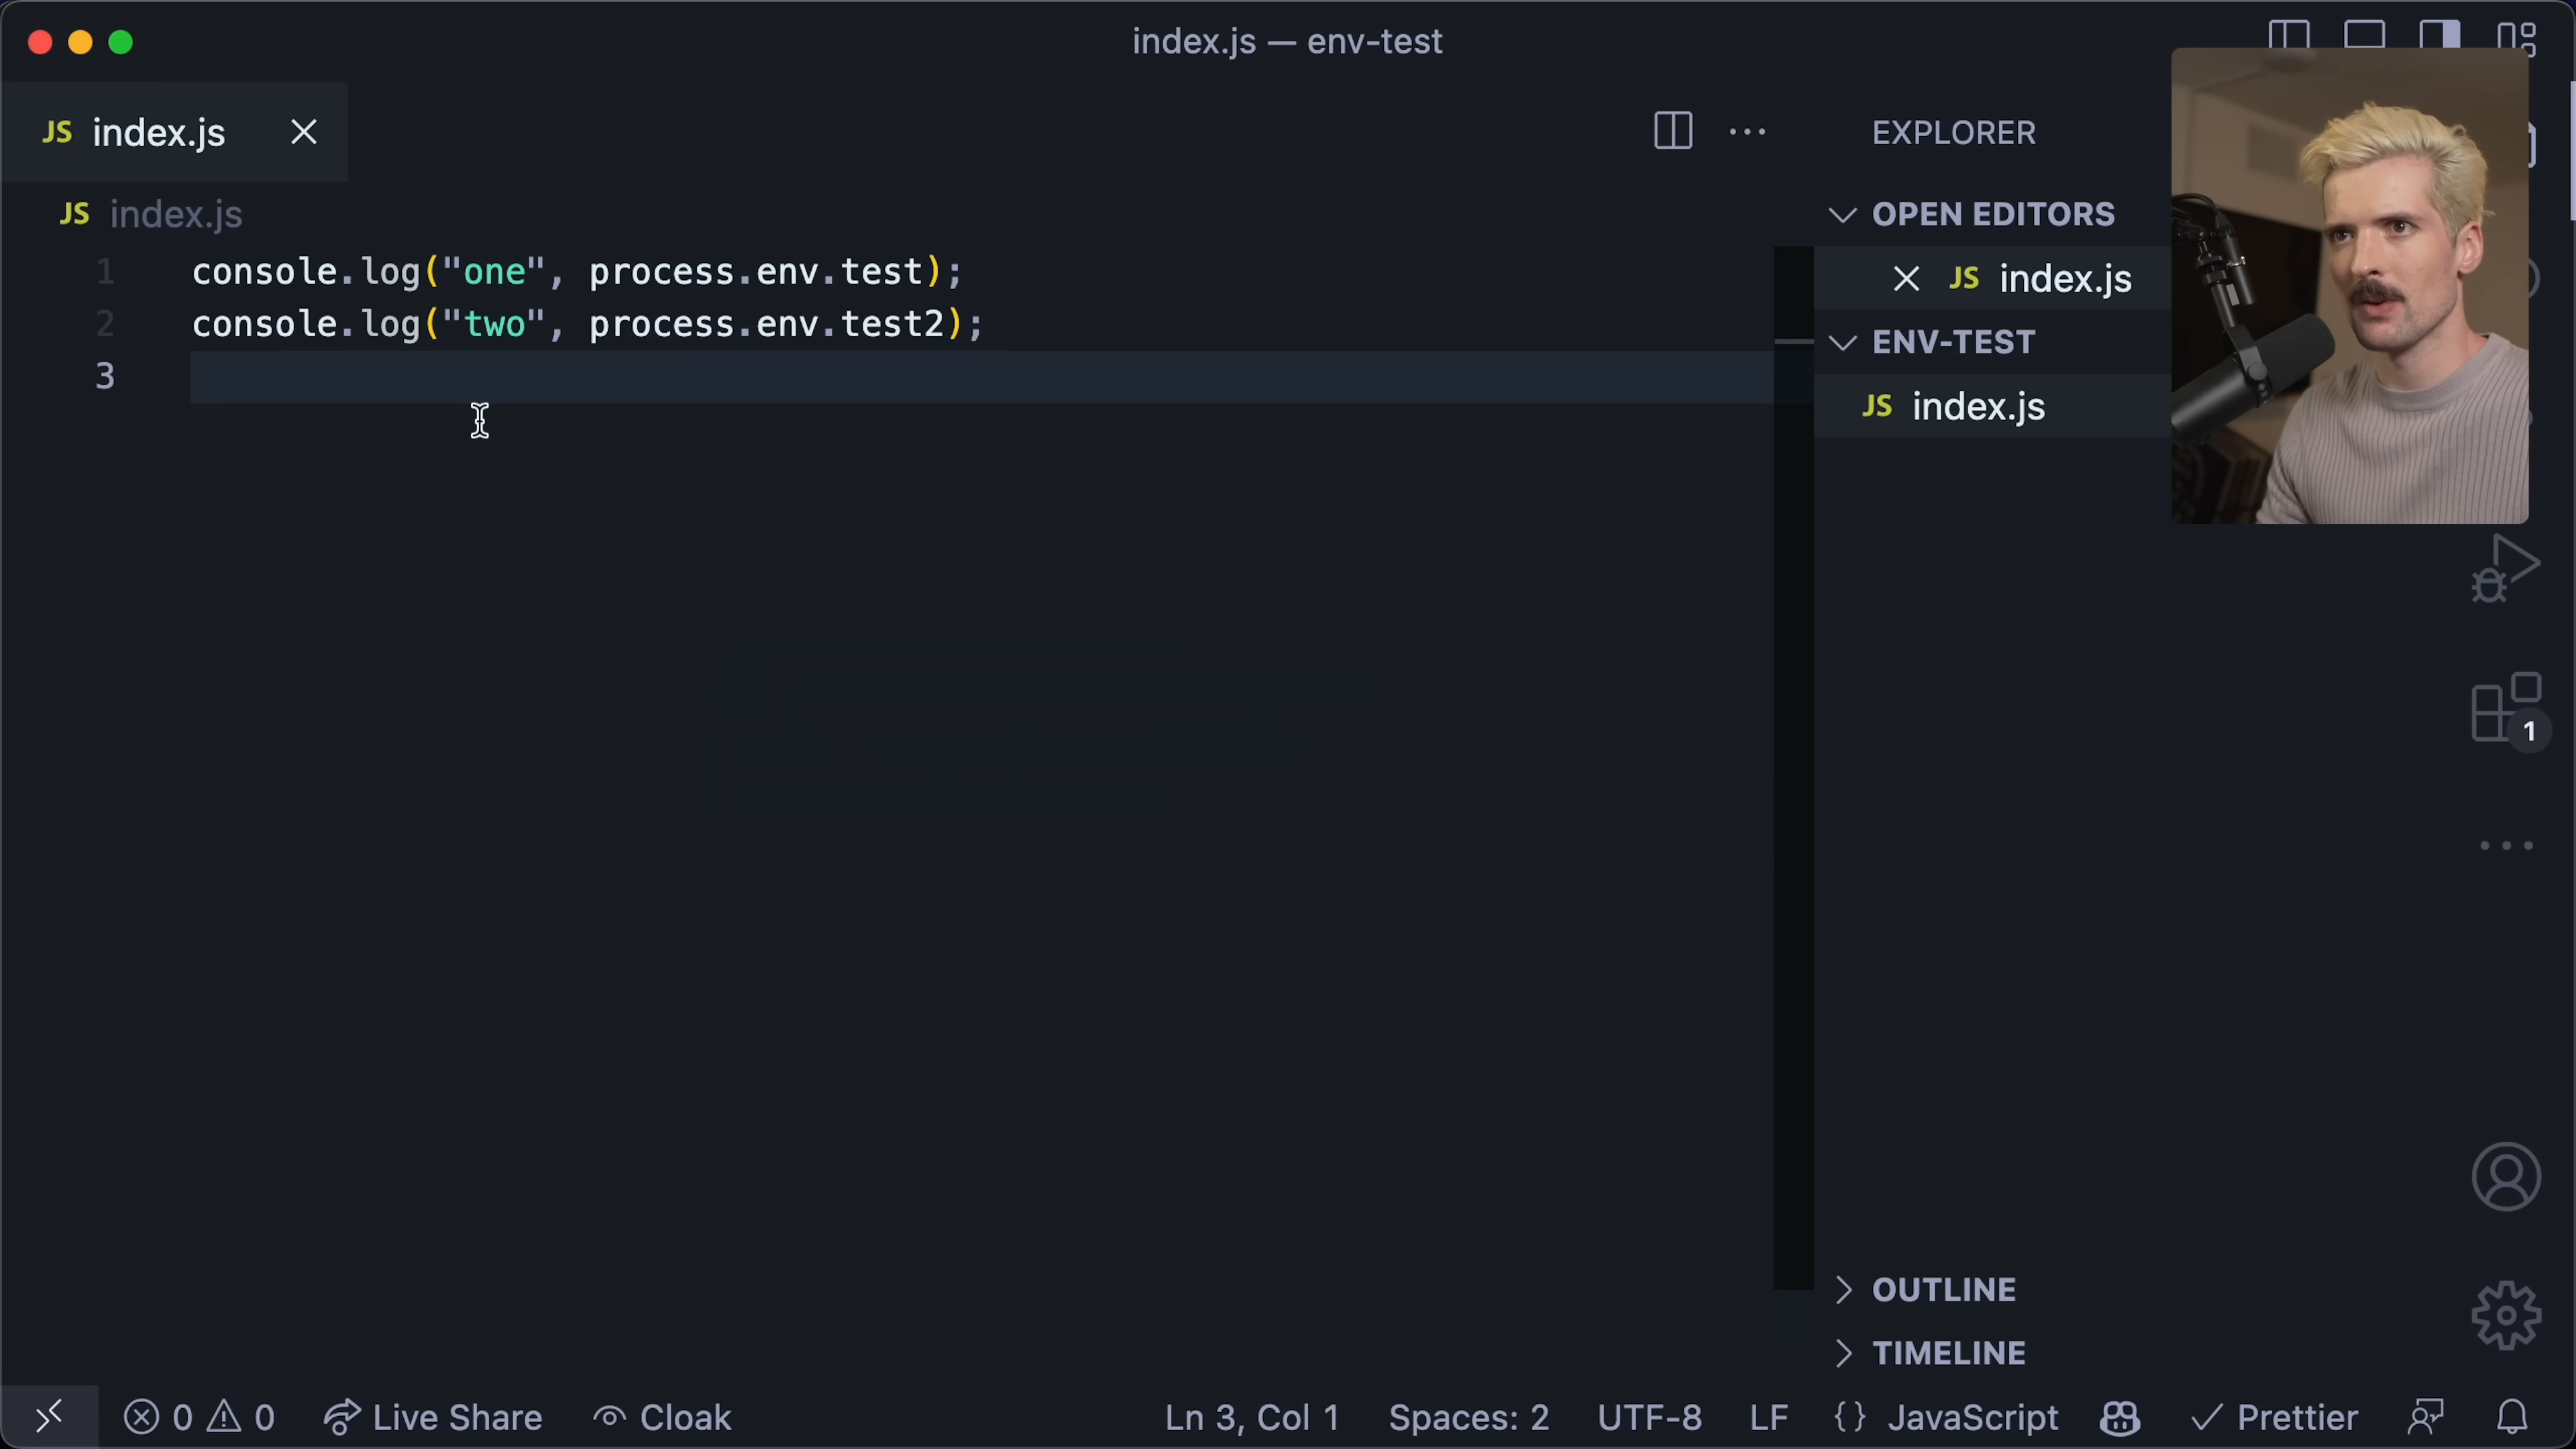 index.js — env-test
JS index.js
EXPLORER
JS index.js
OPEN EDITORS
1 console.log("one", process.env.test);
JS index.js
2 console.log("two", process.env.test2);
ENV-TEST
3
JS index.js
1
OUTLINE
TIMELINE
0 0 Live Share Cloak Ln 3, Col 1 Spaces: 2 UTF-8 LF {} JavaScript Prettier